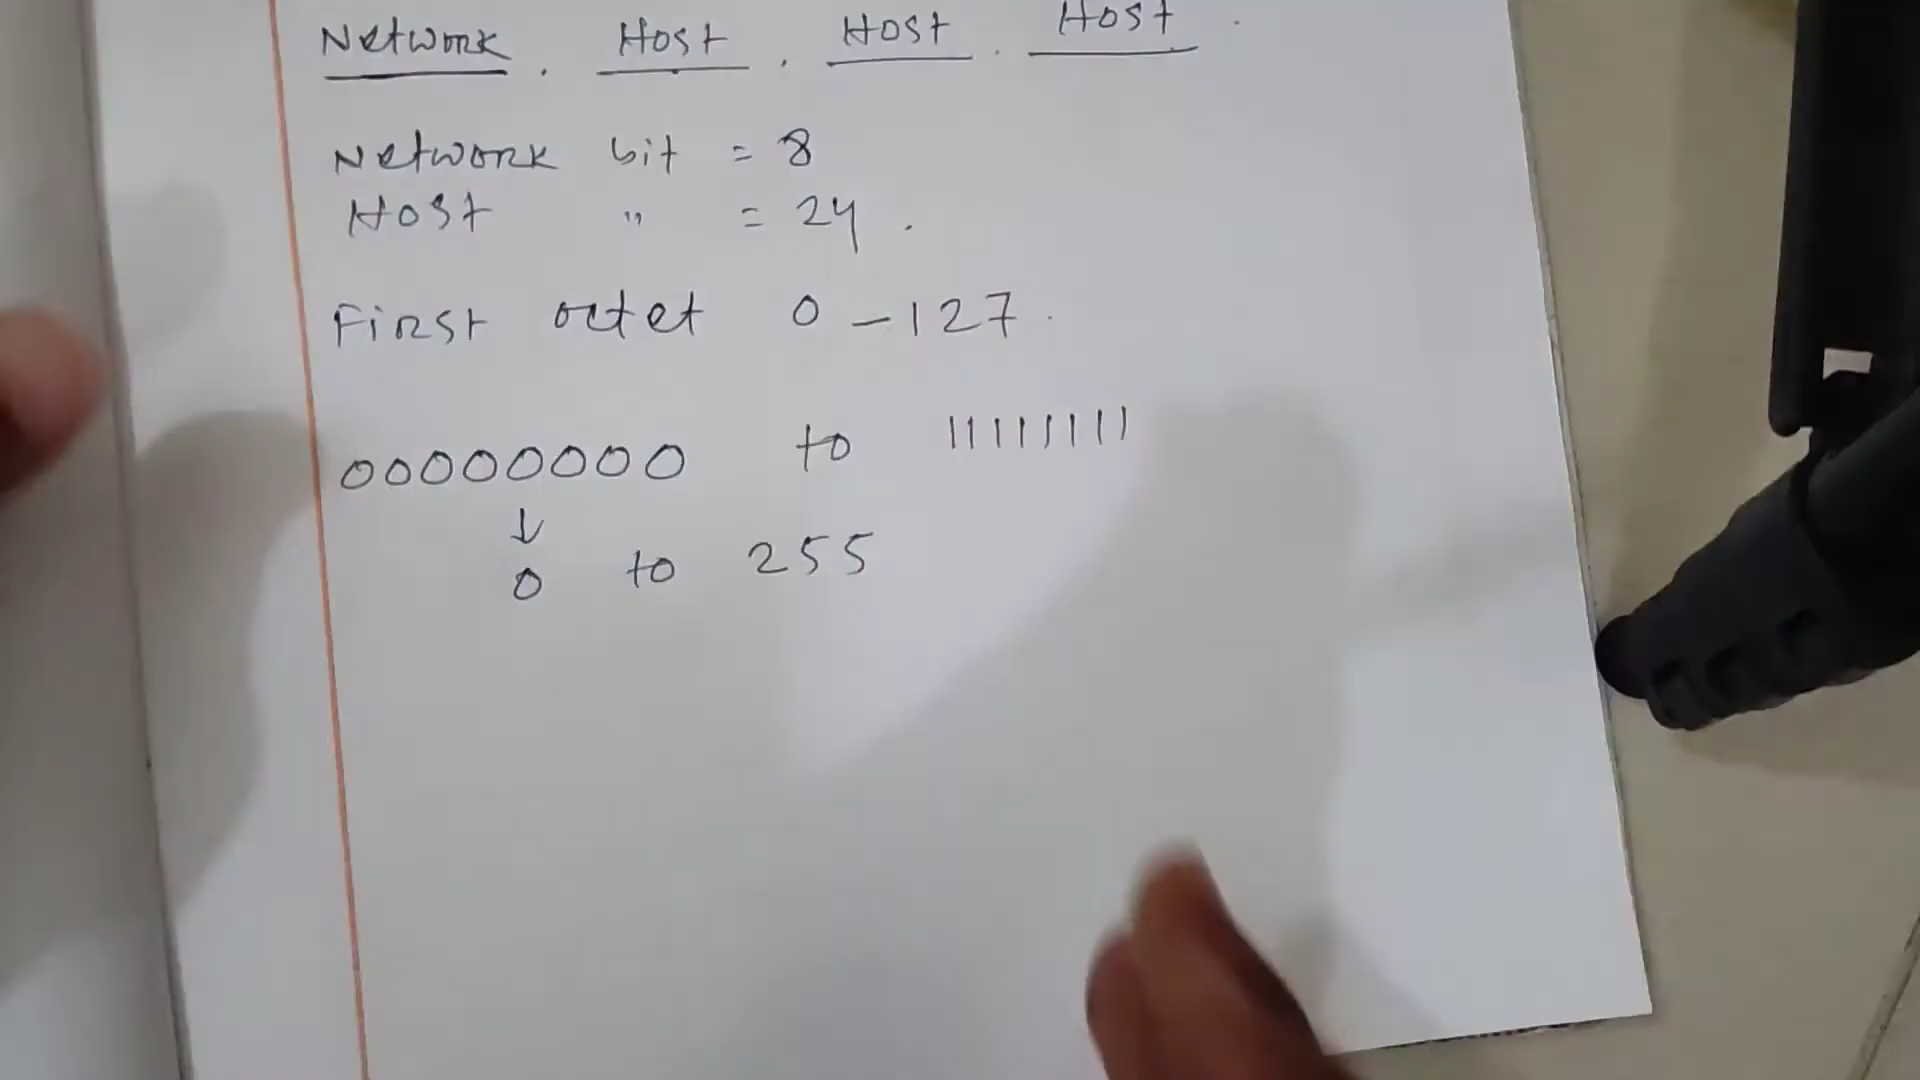 Network . Host . Host . Host .
Network bit = 8
Host " = 24 .
First octet 0 - 127 .
00000000 to 11111111
↓
0 to 255